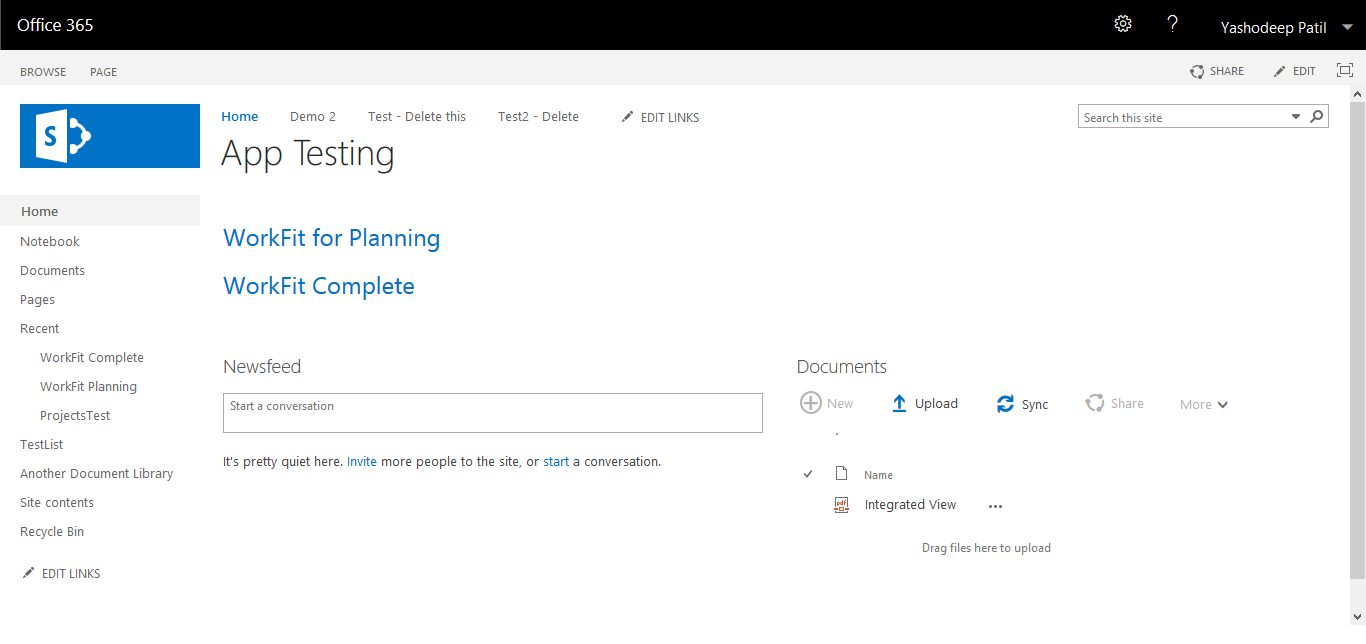 Office 365
? Yashodeep Patil
BROWSE PAGE
SHARE EDIT
S
Home Demo 2 Test - Delete this Test2 - Delete EDIT LINKS
Search this site
App Testing
Home
Notebook
Documents
Pages
Recent
WorkFit Complete
WorkFit Planning
ProjectsTest
TestList
Another Document Library
Site contents
Recycle Bin
EDIT LINKS
WorkFit for Planning
WorkFit Complete
Newsfeed
Start a conversation
It's pretty quiet here. Invite more people to the site, or start a conversation.
Documents
New Upload Sync Share More
Name
pdf Integrated View ...
Drag files here to upload